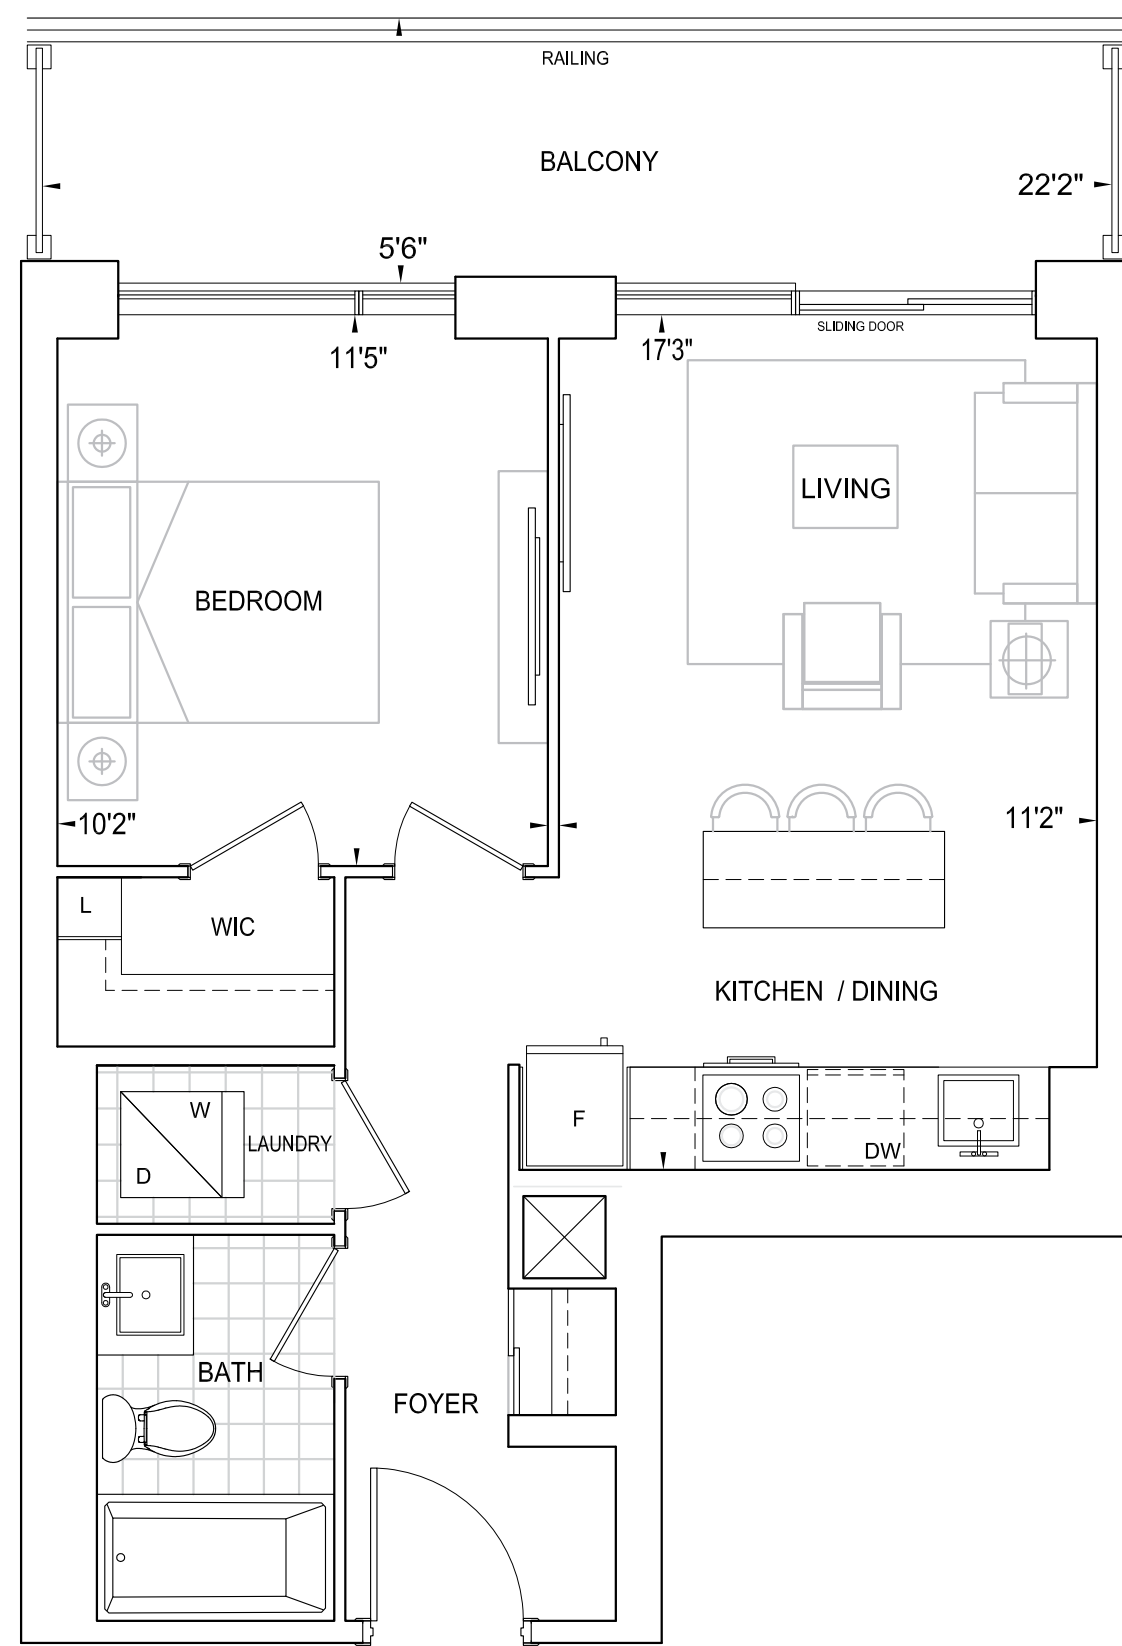 RAILING
BALCONY
22'2"
5'6"
SLIDING DOOR
11'5"
17'3"
LIVING
BEDROOM
10'2"
11'2"
L
WIC
KITCHEN / DINING
W
F
LAUNDRY
DW
D
BATH
FOYER